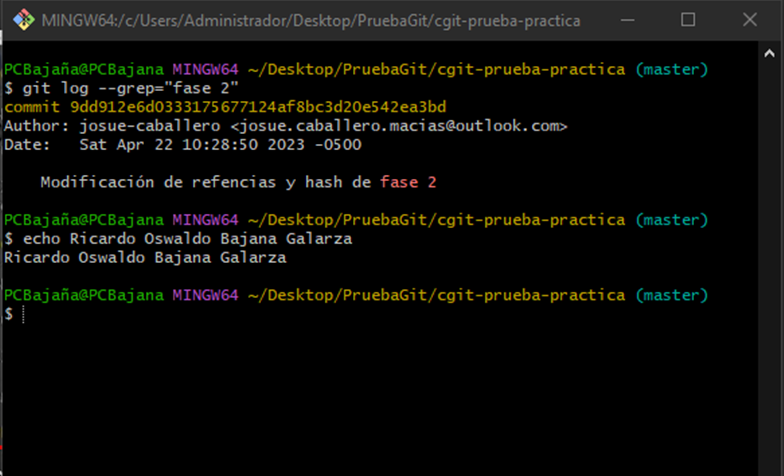 MINGW64:/c/Users/Administrador/Desktop/PruebaGit/cgit-prueba-practica
PCBajaña@PCBajana MINGW64 ~/Desktop/PruebaGit/cgit-prueba-practica (master)
$ git log --grep="fase 2"
commit 9dd912e6d0333175677124af8bc3d20e542ea3bd
Author: josue-caballero <josue.caballero.macias@outlook.com>
Date:   Sat Apr 22 10:28:50 2023 -0500
Modificación de refencias y hash de fase 2
PCBajaña@PCBajana MINGW64 ~/Desktop/PruebaGit/cgit-prueba-practica (master)
$ echo Ricardo Oswaldo Bajana Galarza
Ricardo Oswaldo Bajana Galarza
PCBajaña@PCBajana MINGW64 ~/Desktop/PruebaGit/cgit-prueba-practica (master)
$